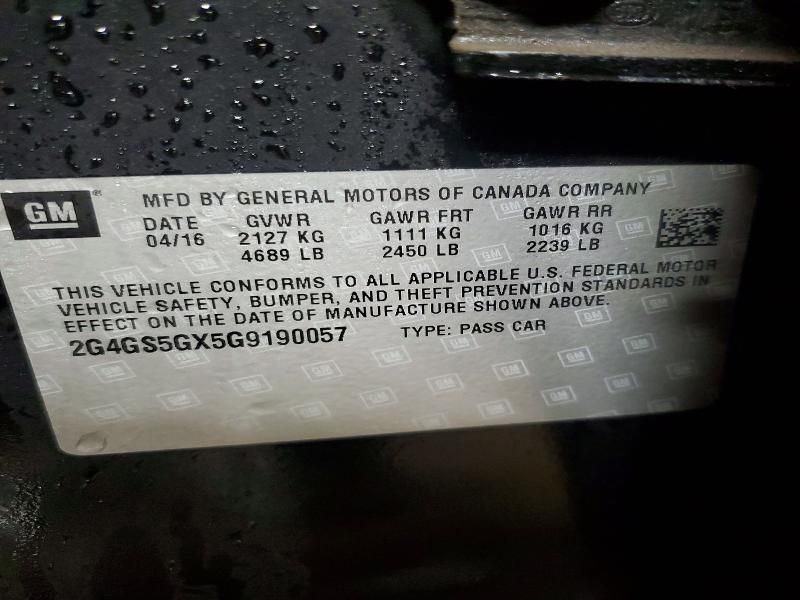 GM ® MFD BY GENERAL MOTORS OF CANADA COMPANY
DATE GVWR GAWR FRT GAWR RR
04/16 2127 KG 1111 KG 1016 KG
4689 LB 2450 LB 2239 LB
THIS VEHICLE CONFORMS TO ALL APPLICABLE U.S. FEDERAL MOTOR
VEHICLE SAFETY, BUMPER, AND THEFT PREVENTION STANDARDS IN
EFFECT ON THE DATE OF MANUFACTURE SHOWN ABOVE.
2G4GS5GX5G9190057 TYPE: PASS CAR